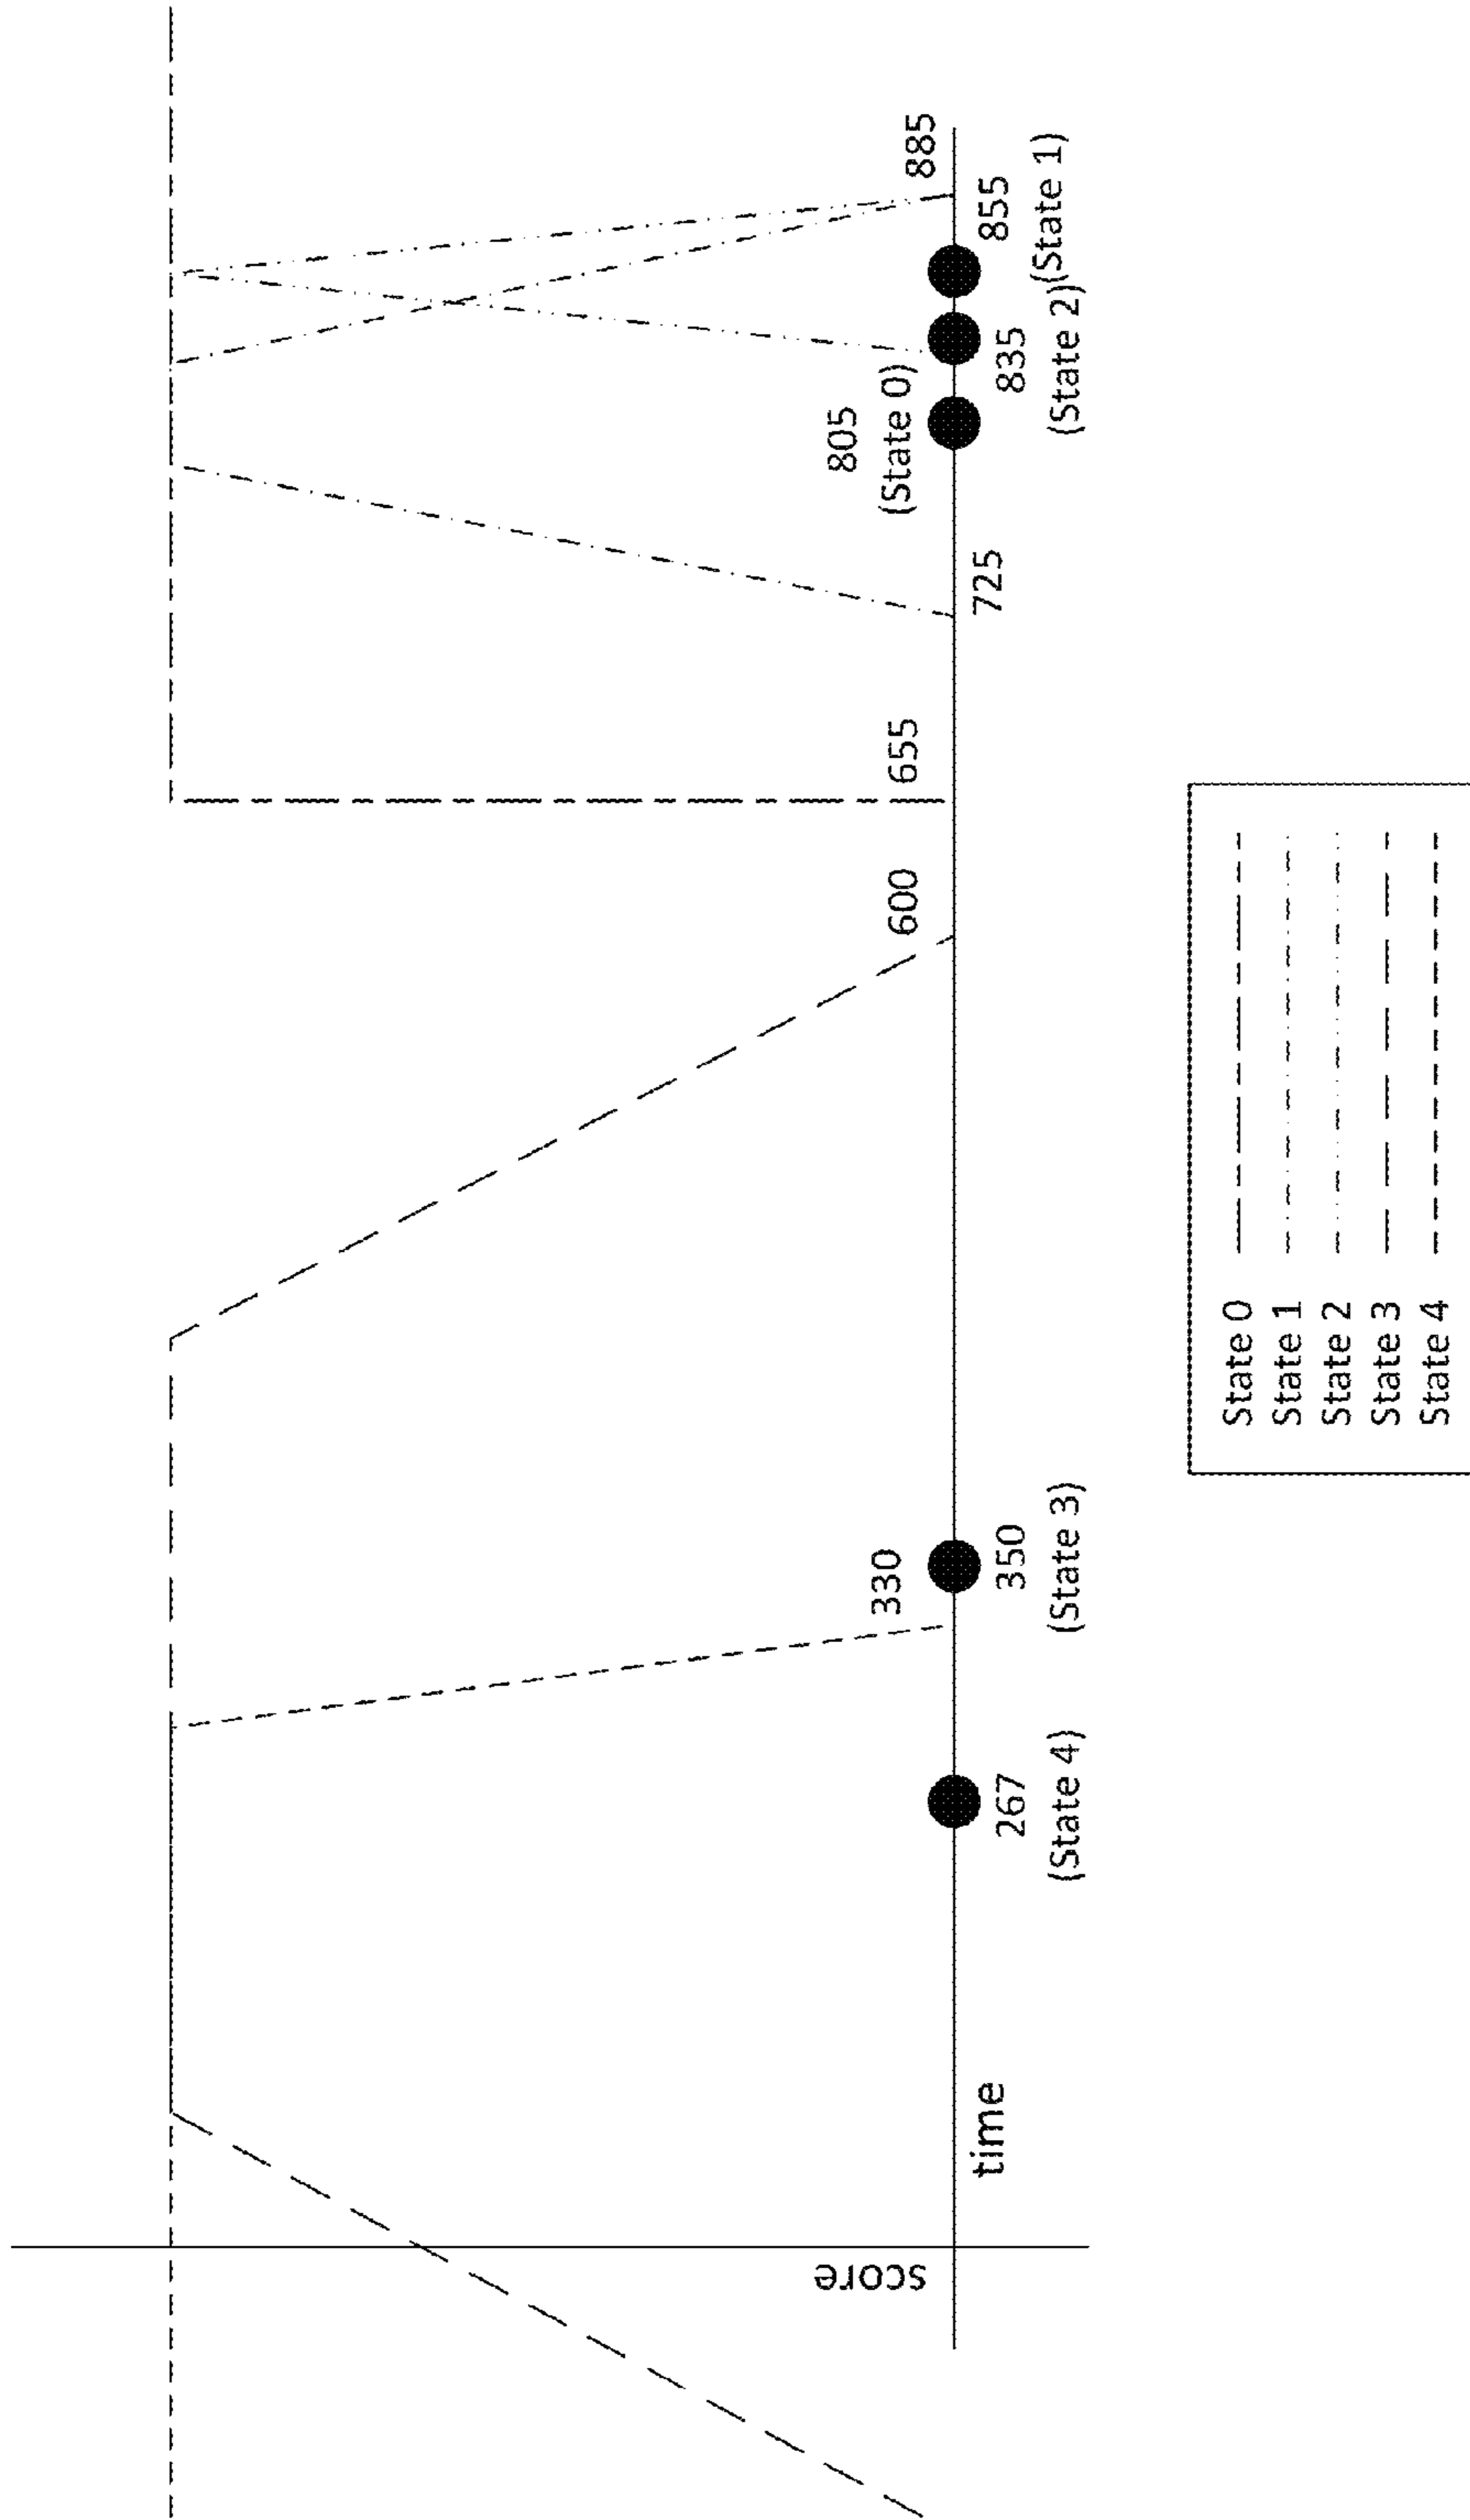 score
time
267
(State 4)
330
350
(State 3)
600
655
725
805
(State 0)
835
(State 2)
855
(State 1)
885
State 0
State 1
State 2
State 3
State 4